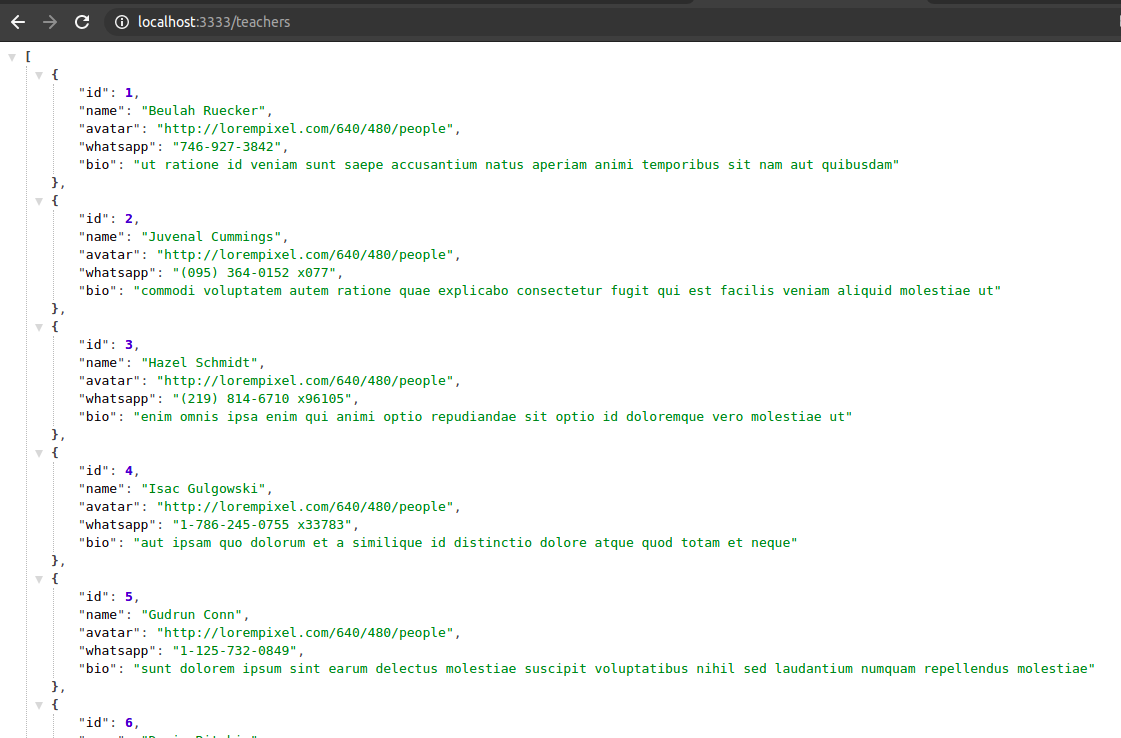 localhost:3333/teachers
[
{
"id": 1,
"name": "Beulah Ruecker",
"avatar": "http://lorempixel.com/640/480/people",
"whatsapp": "746-927-3842",
"bio": "ut ratione id veniam sunt saepe accusantium natus aperiam animi temporibus sit nam aut quibusdam"
},
{
"id": 2,
"name": "Juvenal Cummings",
"avatar": "http://lorempixel.com/640/480/people",
"whatsapp": "(095) 364-0152 x077",
"bio": "commodi voluptatem autem ratione quae explicabo consectetur fugit qui est facilis veniam aliquid molestiae ut"
},
{
"id": 3,
"name": "Hazel Schmidt",
"avatar": "http://lorempixel.com/640/480/people",
"whatsapp": "(219) 814-6710 x96105",
"bio": "enim omnis ipsa enim qui animi optio repudiandae sit optio id doloremque vero molestiae ut"
},
{
"id": 4,
"name": "Isac Gulgowski",
"avatar": "http://lorempixel.com/640/480/people",
"whatsapp": "1-786-245-0755 x33783",
"bio": "aut ipsam quo dolorum et a similique id distinctio dolore atque quod totam et neque"
},
{
"id": 5,
"name": "Gudrun Conn",
"avatar": "http://lorempixel.com/640/480/people",
"whatsapp": "1-125-732-0849",
"bio": "sunt dolorem ipsum sint earum delectus molestiae suscipit voluptatibus nihil sed laudantium numquam repellendus molestiae"
},
{
"id": 6,